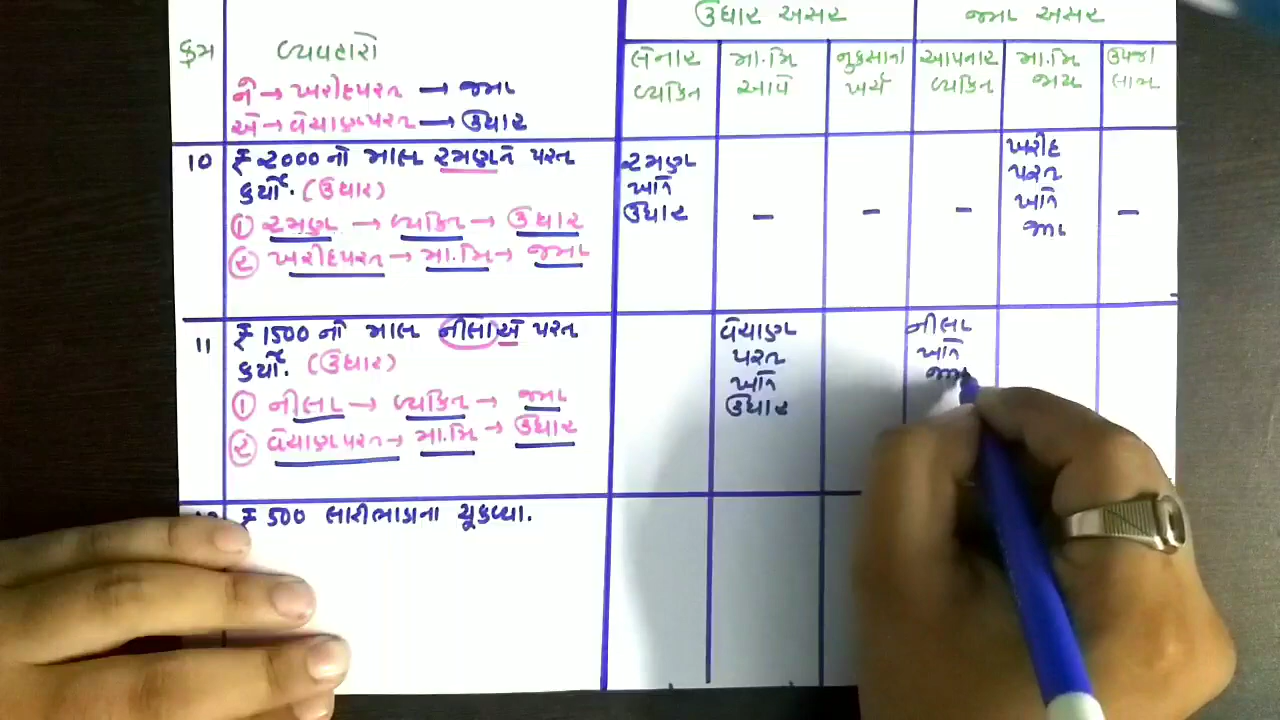 ઉધાર અસર
જમા અસર
ક્રમ
વ્યવહારો
લેનાર
વ્યકિત
મા.મિ
આવે
નુકસાન
ખર્ચ
આપનાર
વ્યકિત
મા.મિ
જાય
ઉપજ
લાભ
ને → ખરીદપરત → જમા
એ → વેચાણપરત → ઉધાર
10
₹ 2000 નો માલ રમણને પરત
કર્યો. (ઉધાર)
① રમણ → વ્યકિત → ઉધાર
② ખરીદપરત → મા.મિ → જમા
રમણ
ખાતે
ઉધાર
–
–
–
ખરીદ
પરત
ખાતે
જમા
–
11
₹ 1500 નો માલ નીલાએ પરત
કર્યો. (ઉધાર)
① નીલા → વ્યકિત → જમા
② વેચાણપરત → મા.મિ → ઉધાર
વેચાણ
પરત
ખાતે
ઉધાર
નીલા
ખાતે
જમા
₹ 500 લારીભાડાના ચૂકવ્યા.